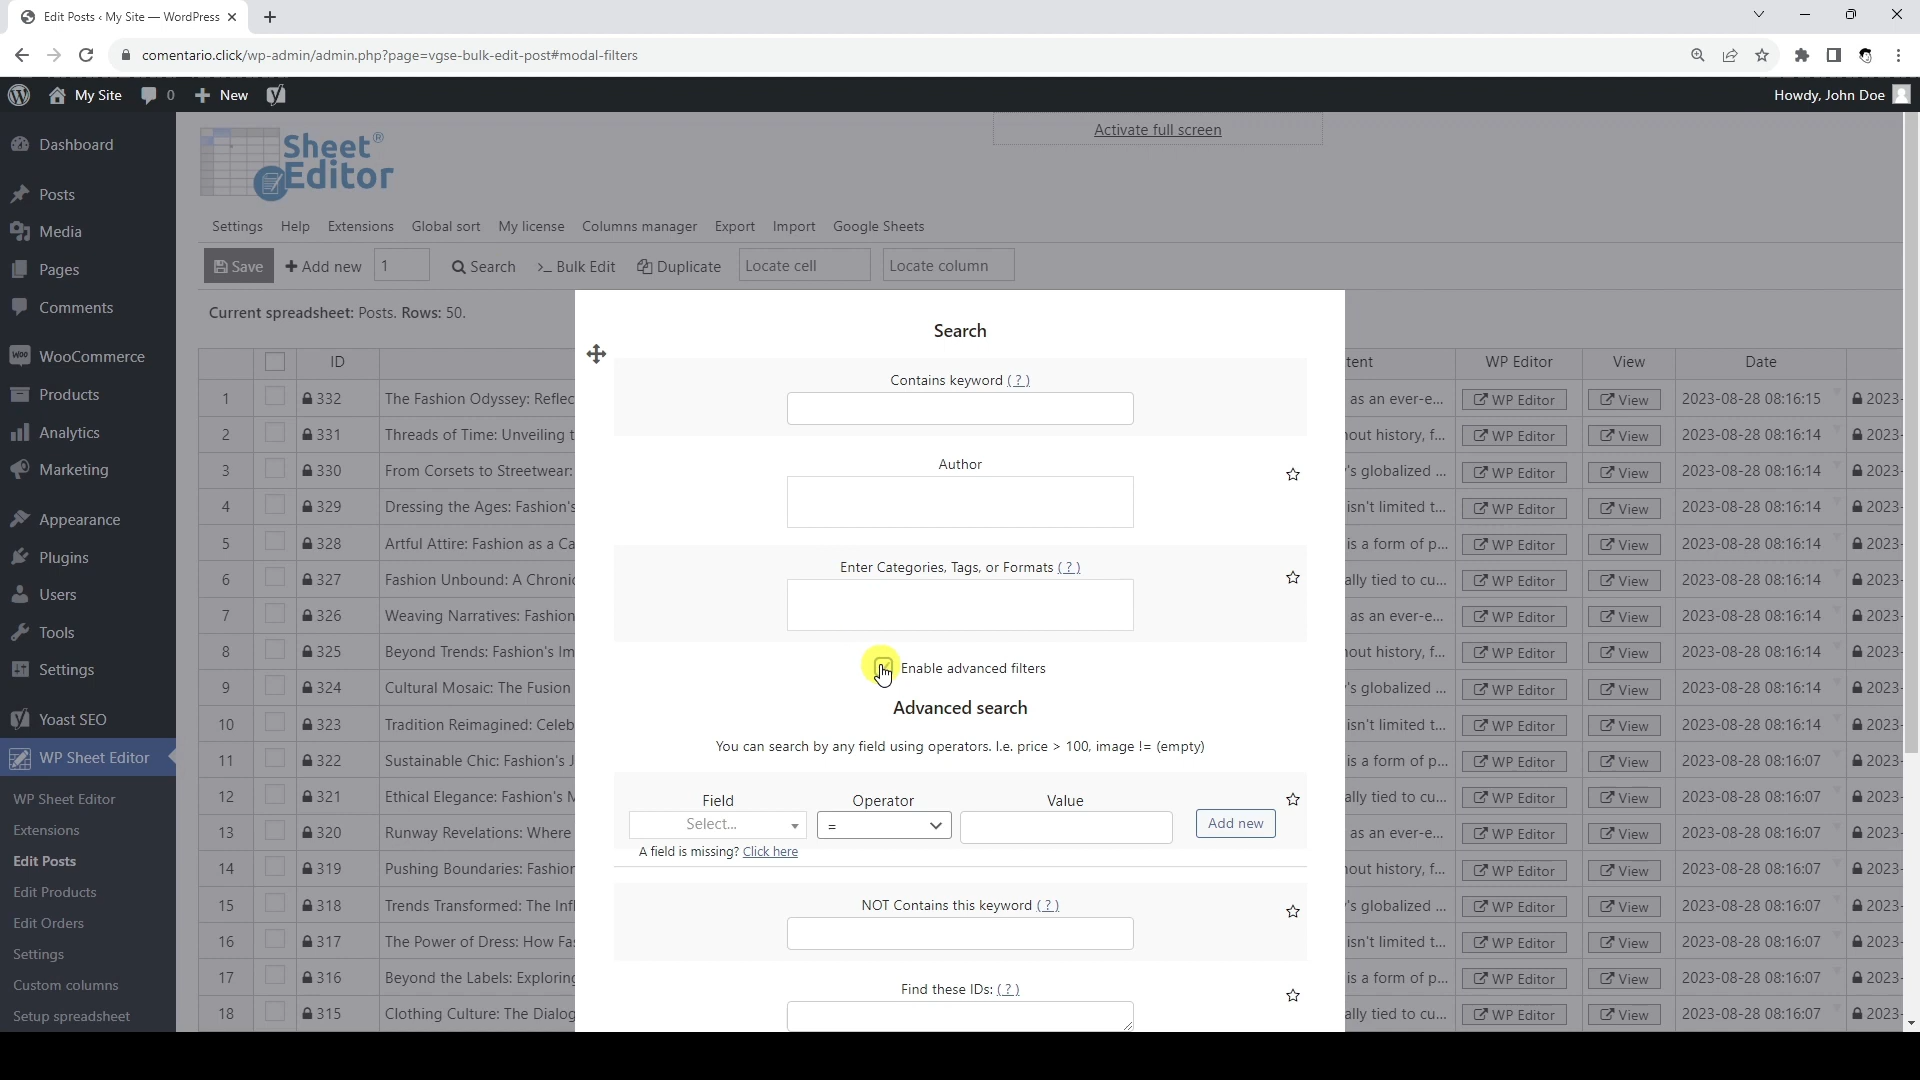 Edit Posts ‹ My Site — WordPress
comentario.click/wp-admin/admin.php?page=vgse-bulk-edit-post#modal-filters
My Site 0 New Howdy, John Doe
Activate full screen
Sheet® Editor
Settings Help Extensions Global sort My license Columns manager Export Import Google Sheets
Save Add new 1 Search Bulk Edit Duplicate Locate cell Locate column
Current spreadsheet: Posts. Rows: 50.
Dashboard
Posts
Media
Pages
Comments
WooCommerce
Products
Analytics
Marketing
Appearance
Plugins
Users
Tools
Settings
Yoast SEO
WP Sheet Editor
WP Sheet Editor
Extensions
Edit Posts
Edit Products
Edit Orders
Settings
Custom columns
Setup spreadsheet
Search
Contains keyword (?)
Author
Enter Categories, Tags, or Formats (?)
Enable advanced filters
Advanced search
You can search by any field using operators. I.e. price > 100, image != (empty)
Field Operator Value
Select... = Add new
A field is missing? Click here
NOT Contains this keyword (?)
Find these IDs: (?)
ID tent WP Editor View Date
1 332 The Fashion Odyssey: Reflec as an ever-e... WP Editor View 2023-08-28 08:16:15 2023-
2 331 Threads of Time: Unveiling t out history, f... WP Editor View 2023-08-28 08:16:14 2023-
3 330 From Corsets to Streetwear: 's globalized ... WP Editor View 2023-08-28 08:16:14 2023-
4 329 Dressing the Ages: Fashion's isn't limited t... WP Editor View 2023-08-28 08:16:14 2023-
5 328 Artful Attire: Fashion as a Ca is a form of p... WP Editor View 2023-08-28 08:16:14 2023-
6 327 Fashion Unbound: A Chronic ally tied to cu... WP Editor View 2023-08-28 08:16:14 2023-
7 326 Weaving Narratives: Fashion as an ever-e... WP Editor View 2023-08-28 08:16:14 2023-
8 325 Beyond Trends: Fashion's Im out history, f... WP Editor View 2023-08-28 08:16:14 2023-
9 324 Cultural Mosaic: The Fusion 's globalized ... WP Editor View 2023-08-28 08:16:14 2023-
10 323 Tradition Reimagined: Celeb isn't limited t... WP Editor View 2023-08-28 08:16:14 2023-
11 322 Sustainable Chic: Fashion's J is a form of p... WP Editor View 2023-08-28 08:16:07 2023-
12 321 Ethical Elegance: Fashion's M ally tied to cu... WP Editor View 2023-08-28 08:16:07 2023-
13 320 Runway Revelations: Where as an ever-e... WP Editor View 2023-08-28 08:16:07 2023-
14 319 Pushing Boundaries: Fashior out history, f... WP Editor View 2023-08-28 08:16:07 2023-
15 318 Trends Transformed: The Infl 's globalized ... WP Editor View 2023-08-28 08:16:07 2023-
16 317 The Power of Dress: How Fas isn't limited t... WP Editor View 2023-08-28 08:16:07 2023-
17 316 Beyond the Labels: Exploring is a form of p... WP Editor View 2023-08-28 08:16:07 2023-
18 315 Clothing Culture: The Dialog ally tied to cu... WP Editor View 2023-08-28 08:16:07 2023-